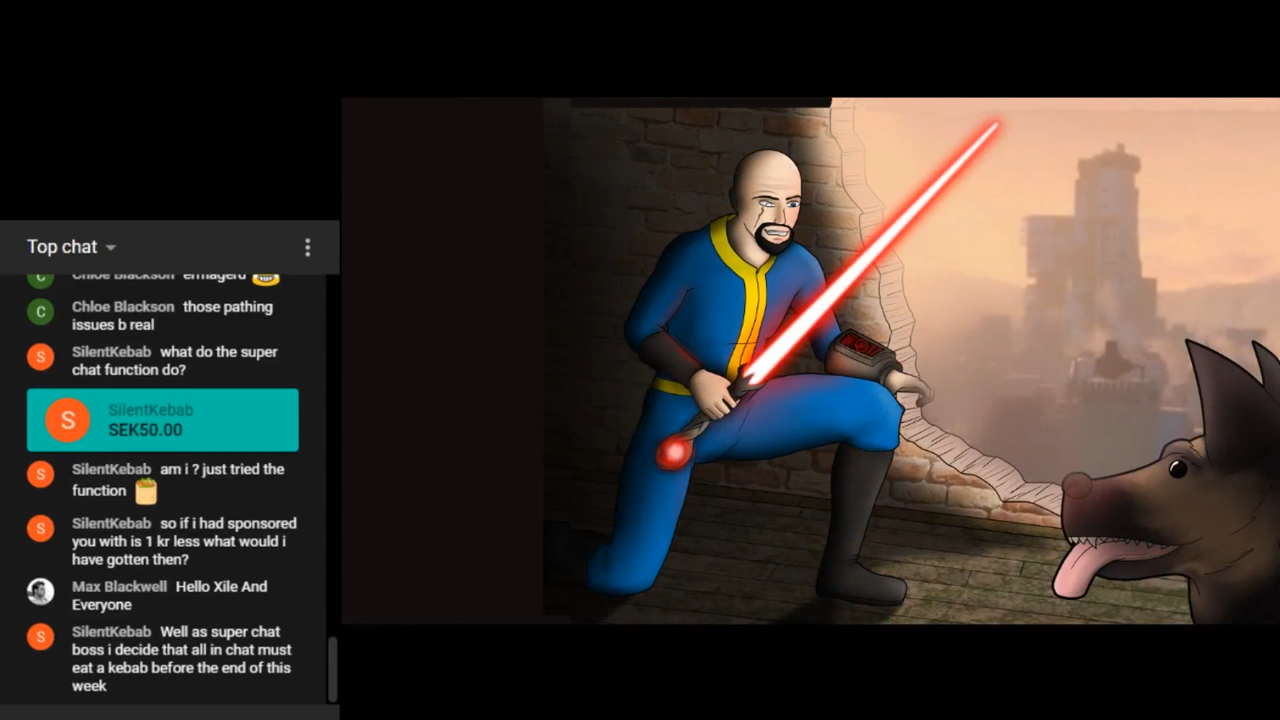 Top chat
Chloe Blackson ermagerd
C
Chloe Blackson those pathing
issues b real
S
SilentKebab what do the super
chat function do?
S
SilentKebab
SEK50.00
S
SilentKebab am i ? just tried the
function
S
SilentKebab so if i had sponsored
you with is 1 kr less what would i
have gotten then?
Max Blackwell Hello Xile And
Everyone
S
SilentKebab Well as super chat
boss i decide that all in chat must
eat a kebab before the end of this
week